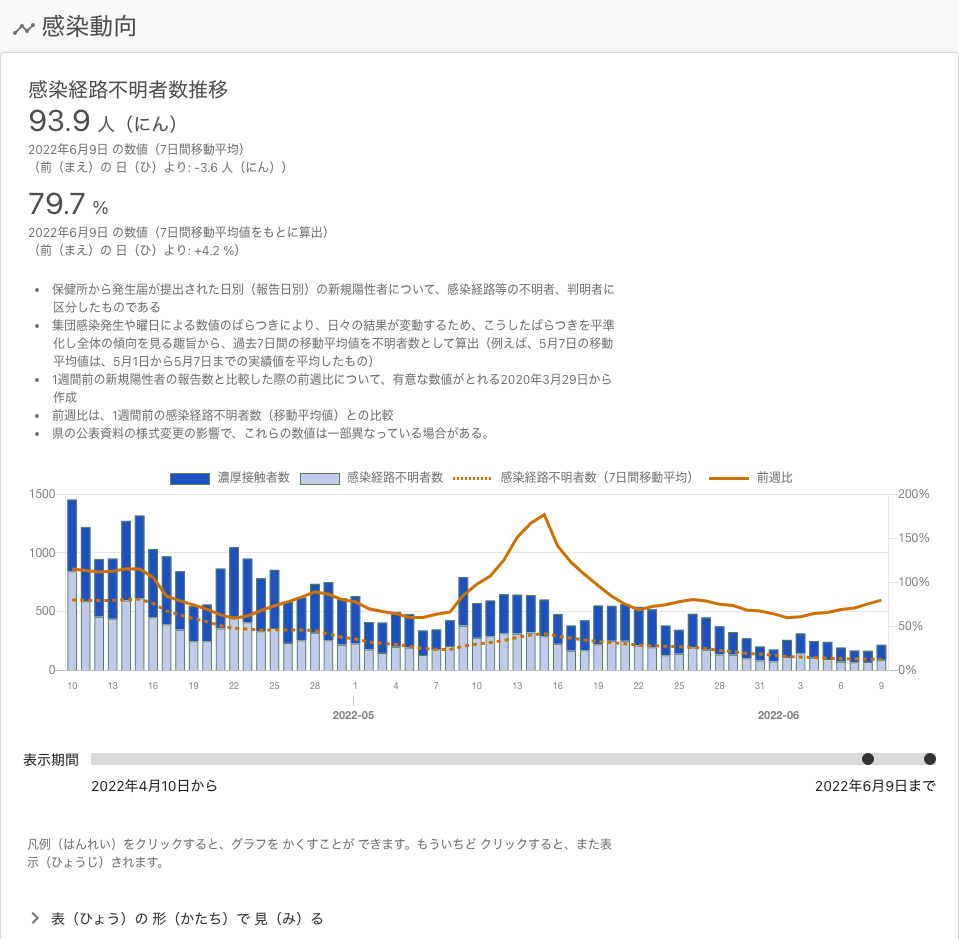 感染動向
感染経路不明者数推移
93.9 人（にん）
2022年6月9日 の数値（7日間移動平均）
（前（まえ）の 日（ひ）より: -3.6 人（にん））
79.7 %
2022年6月9日 の数値（7日間移動平均値をもとに算出）
（前（まえ）の 日（ひ）より: +4.2 %）
• 保健所から発生届が提出された日別（報告日別）の新規陽性者について、感染経路等の不明者、判明者に
区分したものである
• 集団感染発生や曜日による数値のばらつきにより、日々の結果が変動するため、こうしたばらつきを平準
化し全体の傾向を見る趣旨から、過去7日間の移動平均値を不明者数として算出（例えば、5月7日の移動
平均値は、5月1日から5月7日までの実績値を平均したもの）
• 1週間前の新規陽性者の報告数と比較した際の前週比について、有意な数値がとれる2020年3月29日から
作成
• 前週比は、1週間前の感染経路不明者数（移動平均値）との比較
• 県の公表資料の様式変更の影響で、これらの数値は一部異なっている場合がある。
濃厚接触者数 感染経路不明者数 感染経路不明者数（7日間移動平均） 前週比
1500 200%
150%
1000
100%
500
50%
0 0%
10 13 16 19 22 25 28 1 4 7 10 13 16 19 22 25 28 31 3 6 9
2022-05 2022-06
表示期間
2022年4月10日から 2022年6月9日まで
凡例（はんれい）をクリックすると、グラフを かくすことが できます。もういちど クリックすると、また表
示（ひょうじ）されます。
表（ひょう）の 形（かたち）で 見（み）る